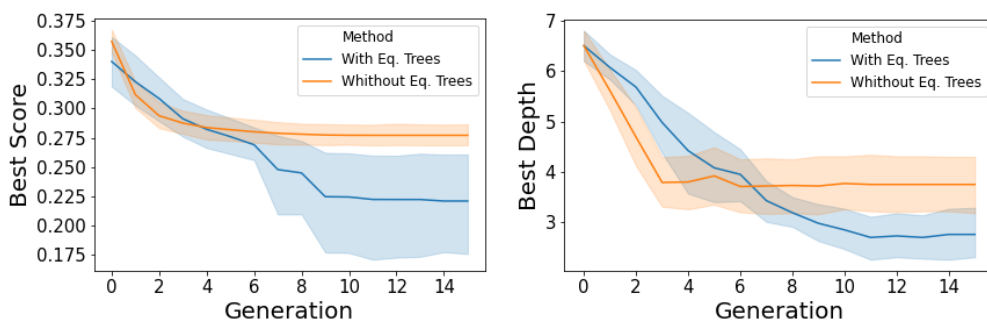 0.375
0.350
0.325
0.300
0.275
0.250
0.225
0.200
0.175
Best Score
Method
With Eq. Trees
Whithout Eq. Trees
0 2 4 6 8 10 12 14
Generation
7
6
5
4
3
Best Depth
Method
With Eq. Trees
Whithout Eq. Trees
0 2 4 6 8 10 12 14
Generation